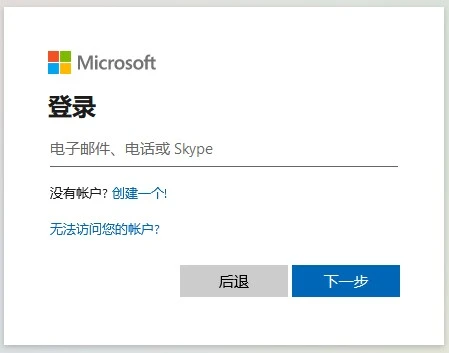 Microsoft
登录
电子邮件、电话或 Skype
没有帐户? 创建一个!
无法访问您的帐户?
后退 下一步